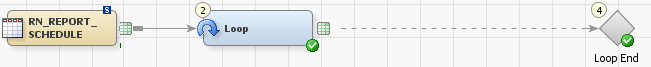 RN_REPORT_
SCHEDULE
S
2
Loop
4
Loop End